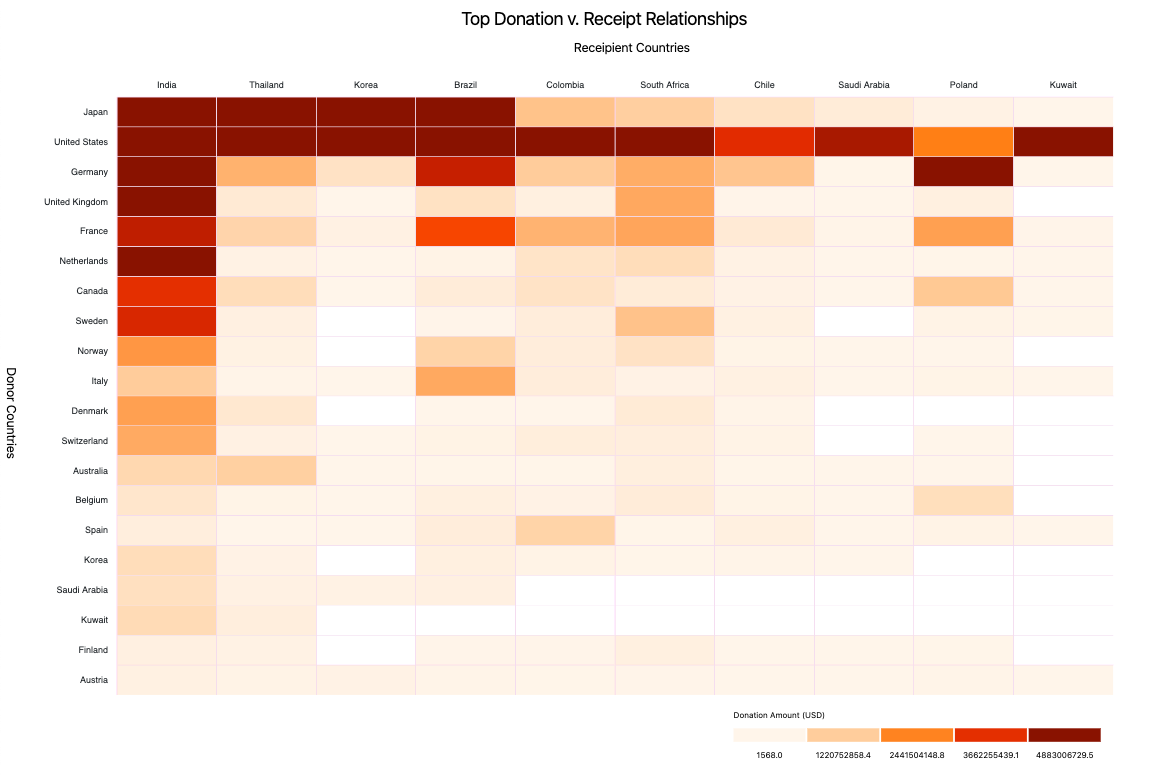 Top Donation v. Receipt Relationships
Receipient Countries
India Thailand Korea Brazil Colombia South Africa Chile Saudi Arabia Poland Kuwait
Donor Countries
Japan
United States
Germany
United Kingdom
France
Netherlands
Canada
Sweden
Norway
Italy
Denmark
Switzerland
Australia
Belgium
Spain
Korea
Saudi Arabia
Kuwait
Finland
Austria
Donation Amount (USD)
1568.0 1220752858.4 2441504148.8 3662255439.1 4883006729.5